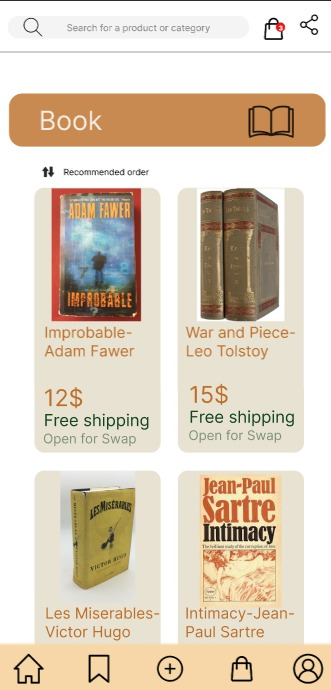 Search for a product or category
3
Book
Recommended order
ADAM FAWER
IMPROBABLE
?
Improbable-
Adam Fawer
12$
Free shipping
Open for Swap
War and Piece-
Leo Tolstoy
15$
Free shipping
Open for Swap
LES MISÉRABLES
VICTOR HUGO
Les Miserables-
Victor Hugo
Jean-Paul
Sartre
Intimacy
Intimacy-Jean-
Paul Sartre